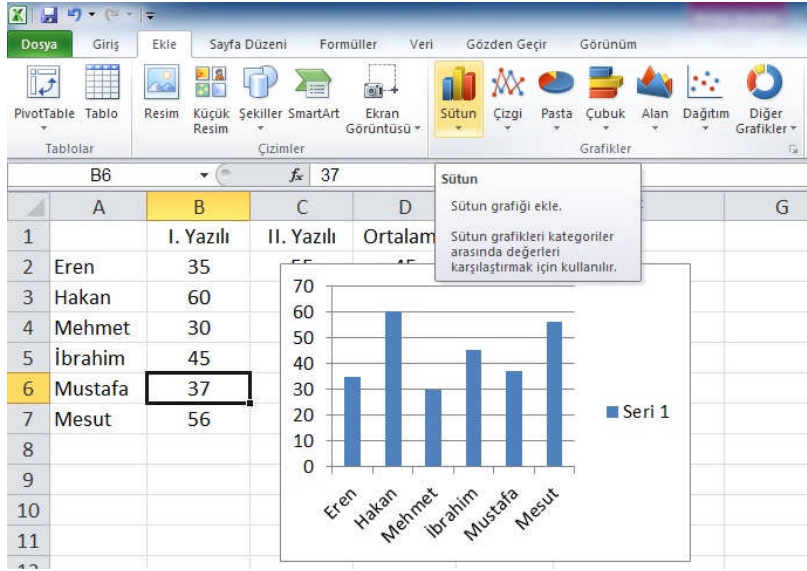 Dosya Giriş Ekle Sayfa Düzeni Formüller Veri Gözden Geçir Görünüm
PivotTable Tablo Resim Küçük Resim Şekiller SmartArt Ekran Görüntüsü Sütun Çizgi Pasta Çubuk Alan Dağıtım Diğer Grafikler
Tablolar Çizimler Grafikler
B6 fx 37
Sütun
Sütun grafiği ekle.
Sütun grafikleri kategoriler
arasında değerleri
karşılaştırmak için kullanılır.
A B C D G
1 I. Yazılı II. Yazılı Ortalam
2 Eren 35
3 Hakan 60
4 Mehmet 30
5 İbrahim 45
6 Mustafa 37
7 Mesut 56
8
9
10
11
70
60
50
40
30
20
10
0
Eren Hakan Mehmet İbrahim Mustafa Mesut
Seri 1